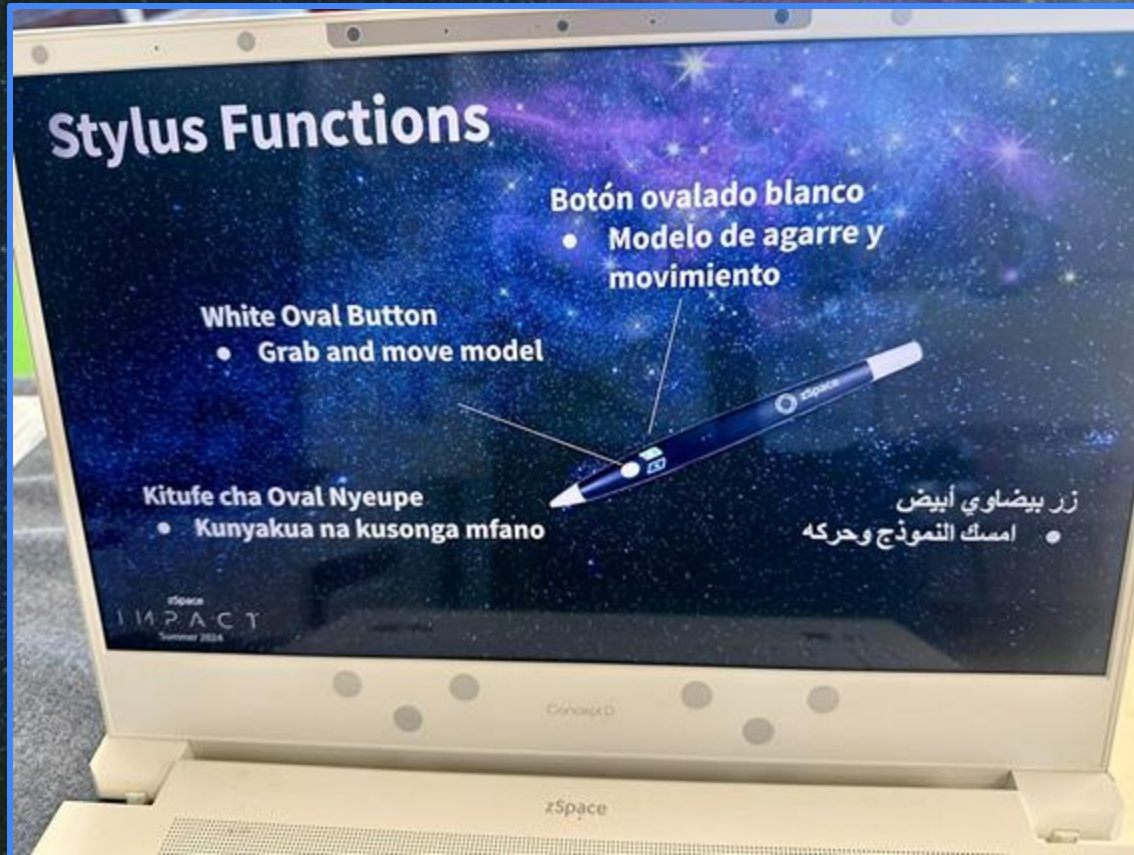 Stylus Functions
Botón ovalado blanco
● Modelo de agarre y
movimiento
White Oval Button
● Grab and move model
zSpace
Kitufe cha Oval Nyeupe
● Kunyakua na kusonga mfano
زر بيضاوي أبيض
● امسك النموذج وحركه
zSpace
IMPACT
Summer 2024
ConceptD
zSpace